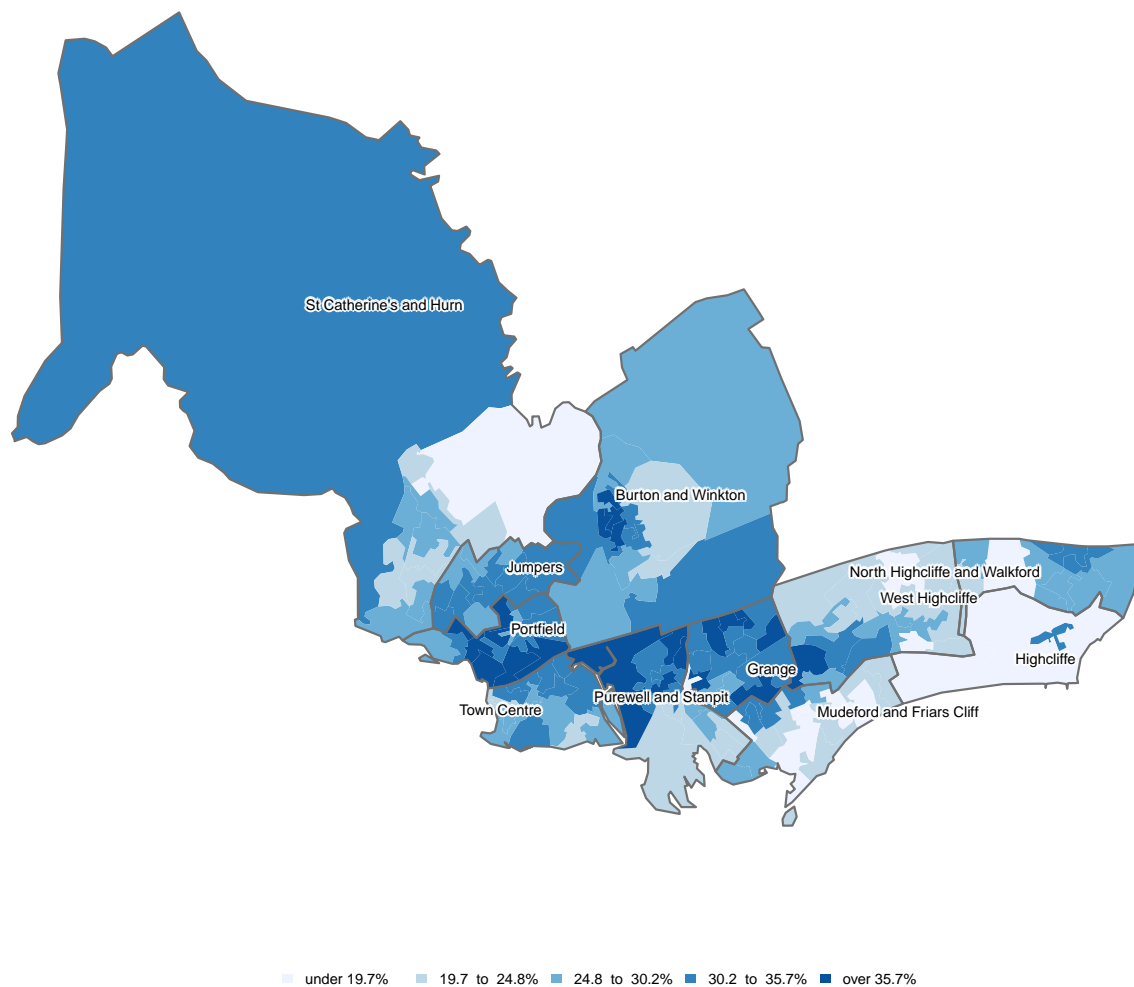 St Catherine's and Hurn
Burton and Winkton
Jumpers
North Highcliffe and Walkford
West Highcliffe
Portfield
Highcliffe
Grange
Purewell and Stanpit
Town Centre
Mudeford and Friars Cliff
under 19.7% 19.7 to 24.8% 24.8 to 30.2% 30.2 to 35.7% over 35.7%